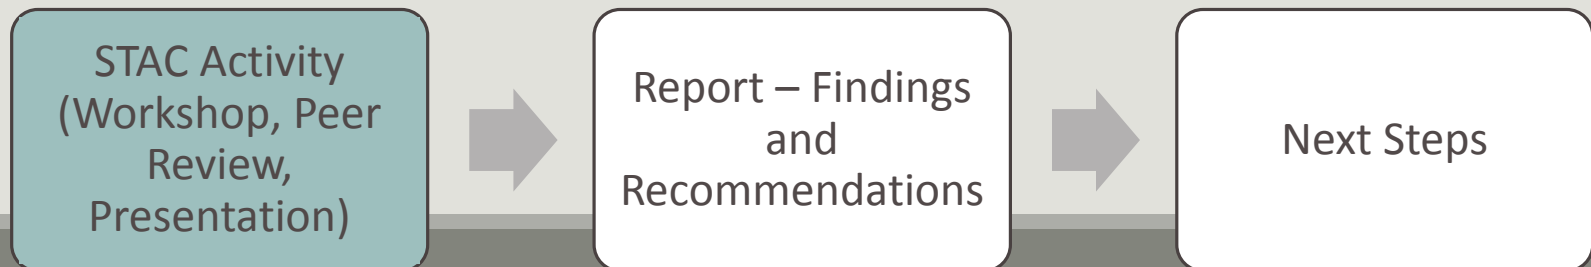 STAC Activity
(Workshop, Peer
Review,
Presentation)
Report – Findings
and
Recommendations
Next Steps